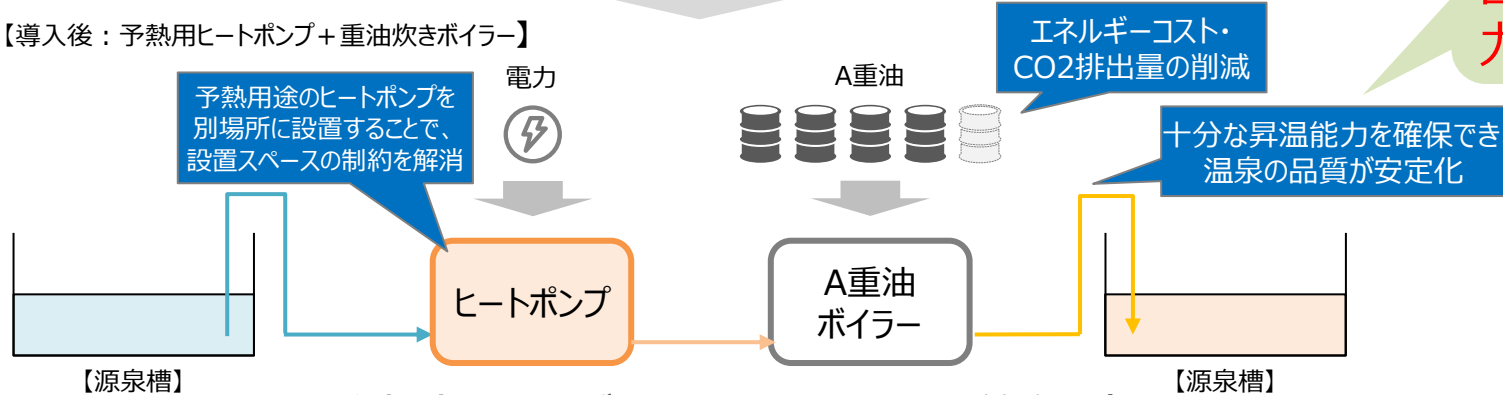 【導入後：予熱用ヒートポンプ＋重油炊きボイラー】
電力
A重油
エネルギーコスト・
CO2排出量の削減
予熱用途のヒートポンプを
別場所に設置することで、
設置スペースの制約を解消
十分な昇温能力を確保でき
温泉の品質が安定化
ヒートポンプ
A重油
ボイラー
【源泉槽】
【源泉槽】